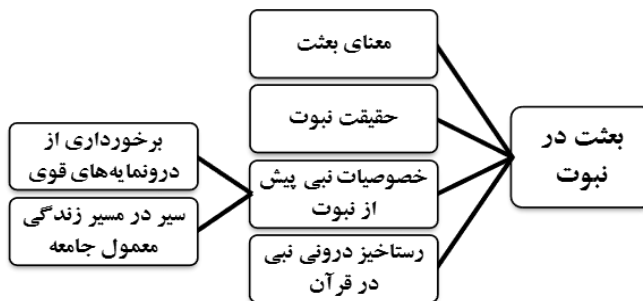 بعثت در
نبوت
معنای بعثت
حقیقت نبوت
خصوصیات نبی پیش
از نبوت
رستاخیز درونی نبی
در قرآن
برخورداری از
درونمایه‌های قوی
سیر در مسیر زندگی
معمول جامعه